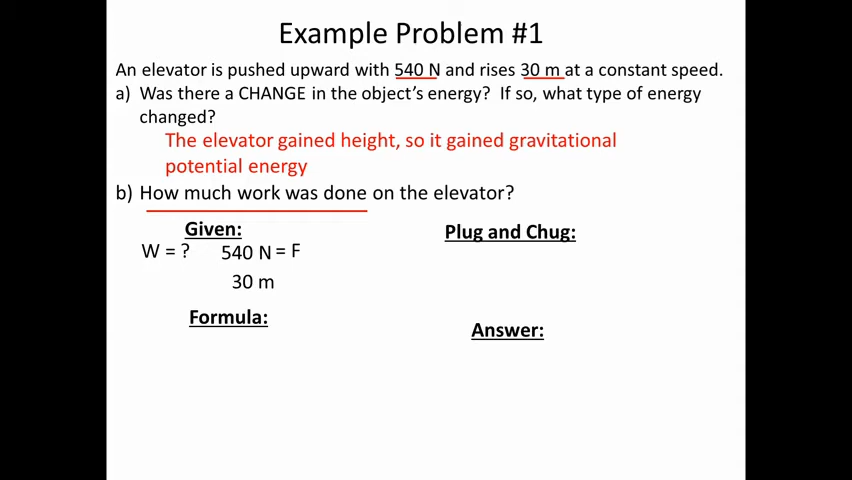 Example Problem #1
An elevator is pushed upward with 540 N and rises 30 m at a constant speed.
a) Was there a CHANGE in the object's energy? If so, what type of energy
changed?
The elevator gained height, so it gained gravitational
potential energy
b) How much work was done on the elevator?
Given:
W = ? 540 N = F
30 m
Formula:
Plug and Chug:
Answer: